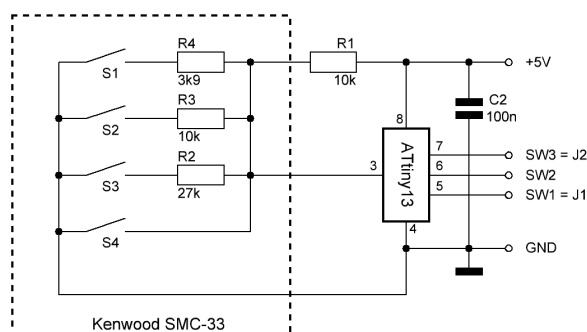 R4
3k9
S1
R1
10k
+5V
R3
10k
S2
C2
100n
8
ATtiny13
7
SW3 = J2
R2
27k
S3
3
6
SW2
5
SW1 = J1
4
S4
GND
Kenwood SMC-33